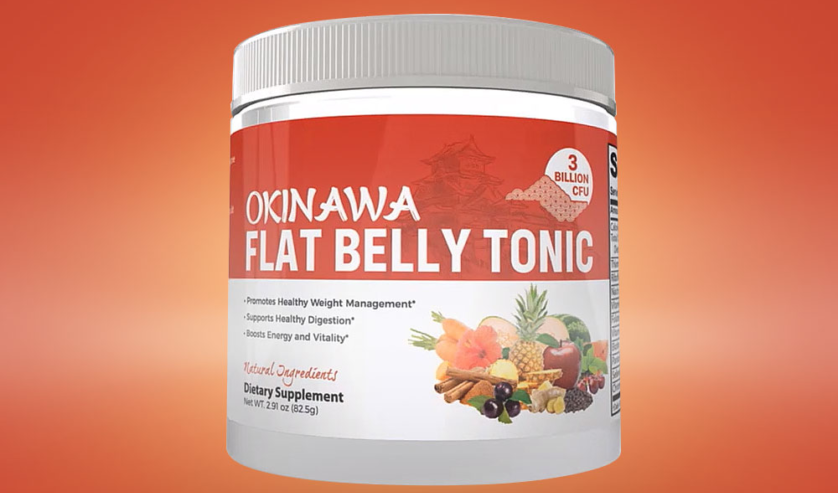 3
BILLION
CFU
OKINAWA
FLAT BELLY TONIC
• Promotes Healthy Weight Management*
• Supports Healthy Digestion*
• Boosts Energy and Vitality*
Natural Ingredients
Dietary Supplement
Net WT. 2.91 oz (82.5g)